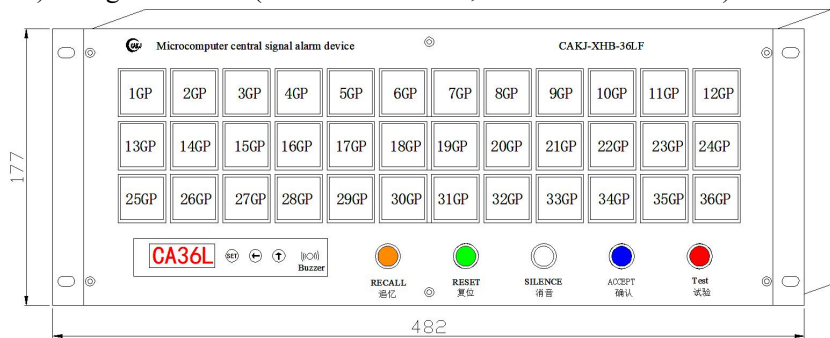 CAKJ Microcomputer central signal alarm device CAKJ-XHB-36LF
1GP 2GP 3GP 4GP 5GP 6GP 7GP 8GP 9GP 10GP 11GP 12GP
13GP 14GP 15GP 16GP 17GP 18GP 19GP 20GP 21GP 22GP 23GP 24GP
25GP 26GP 27GP 28GP 29GP 30GP 31GP 32GP 33GP 34GP 35GP 36GP
177
CA36L SET
Buzzer
RECALL RESET SILENCE ACCEPT Test
追忆 复位 消音 确认 试验
482